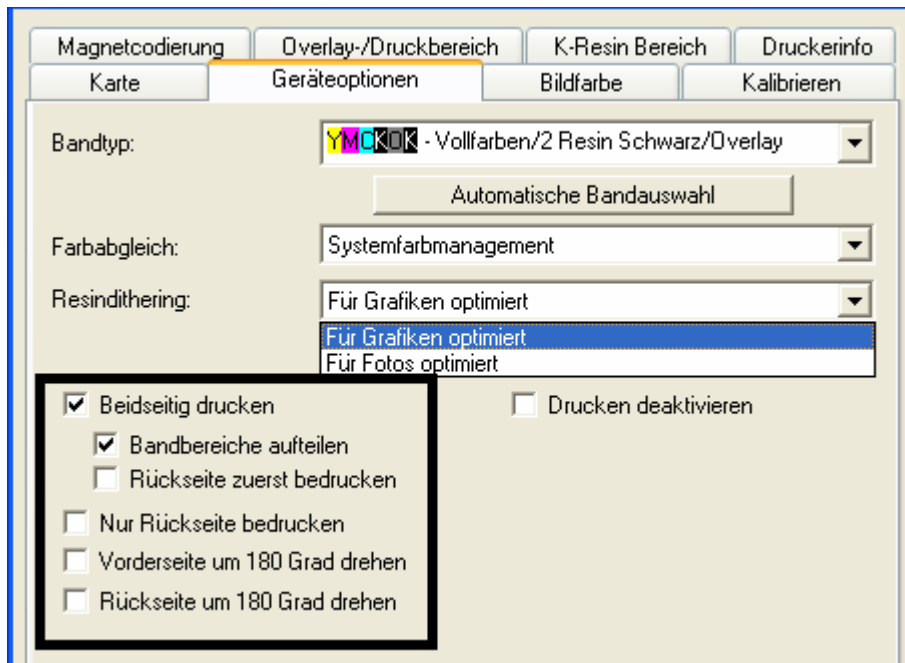 Magnetcodierung Overlay-/Druckbereich K-Resin Bereich Druckerinfo
Karte Geräteoptionen Bildfarbe Kalibrieren
Bandtyp: YMCKOK - Vollfarben/2 Resin Schwarz/Overlay
Automatische Bandauswahl
Farbabgleich: Systemfarbmanagement
Resindithering: Für Grafiken optimiert
Für Grafiken optimiert
Für Fotos optimiert
Beidseitig drucken Drucken deaktivieren
Bandbereiche aufteilen
Rückseite zuerst bedrucken
Nur Rückseite bedrucken
Vorderseite um 180 Grad drehen
Rückseite um 180 Grad drehen